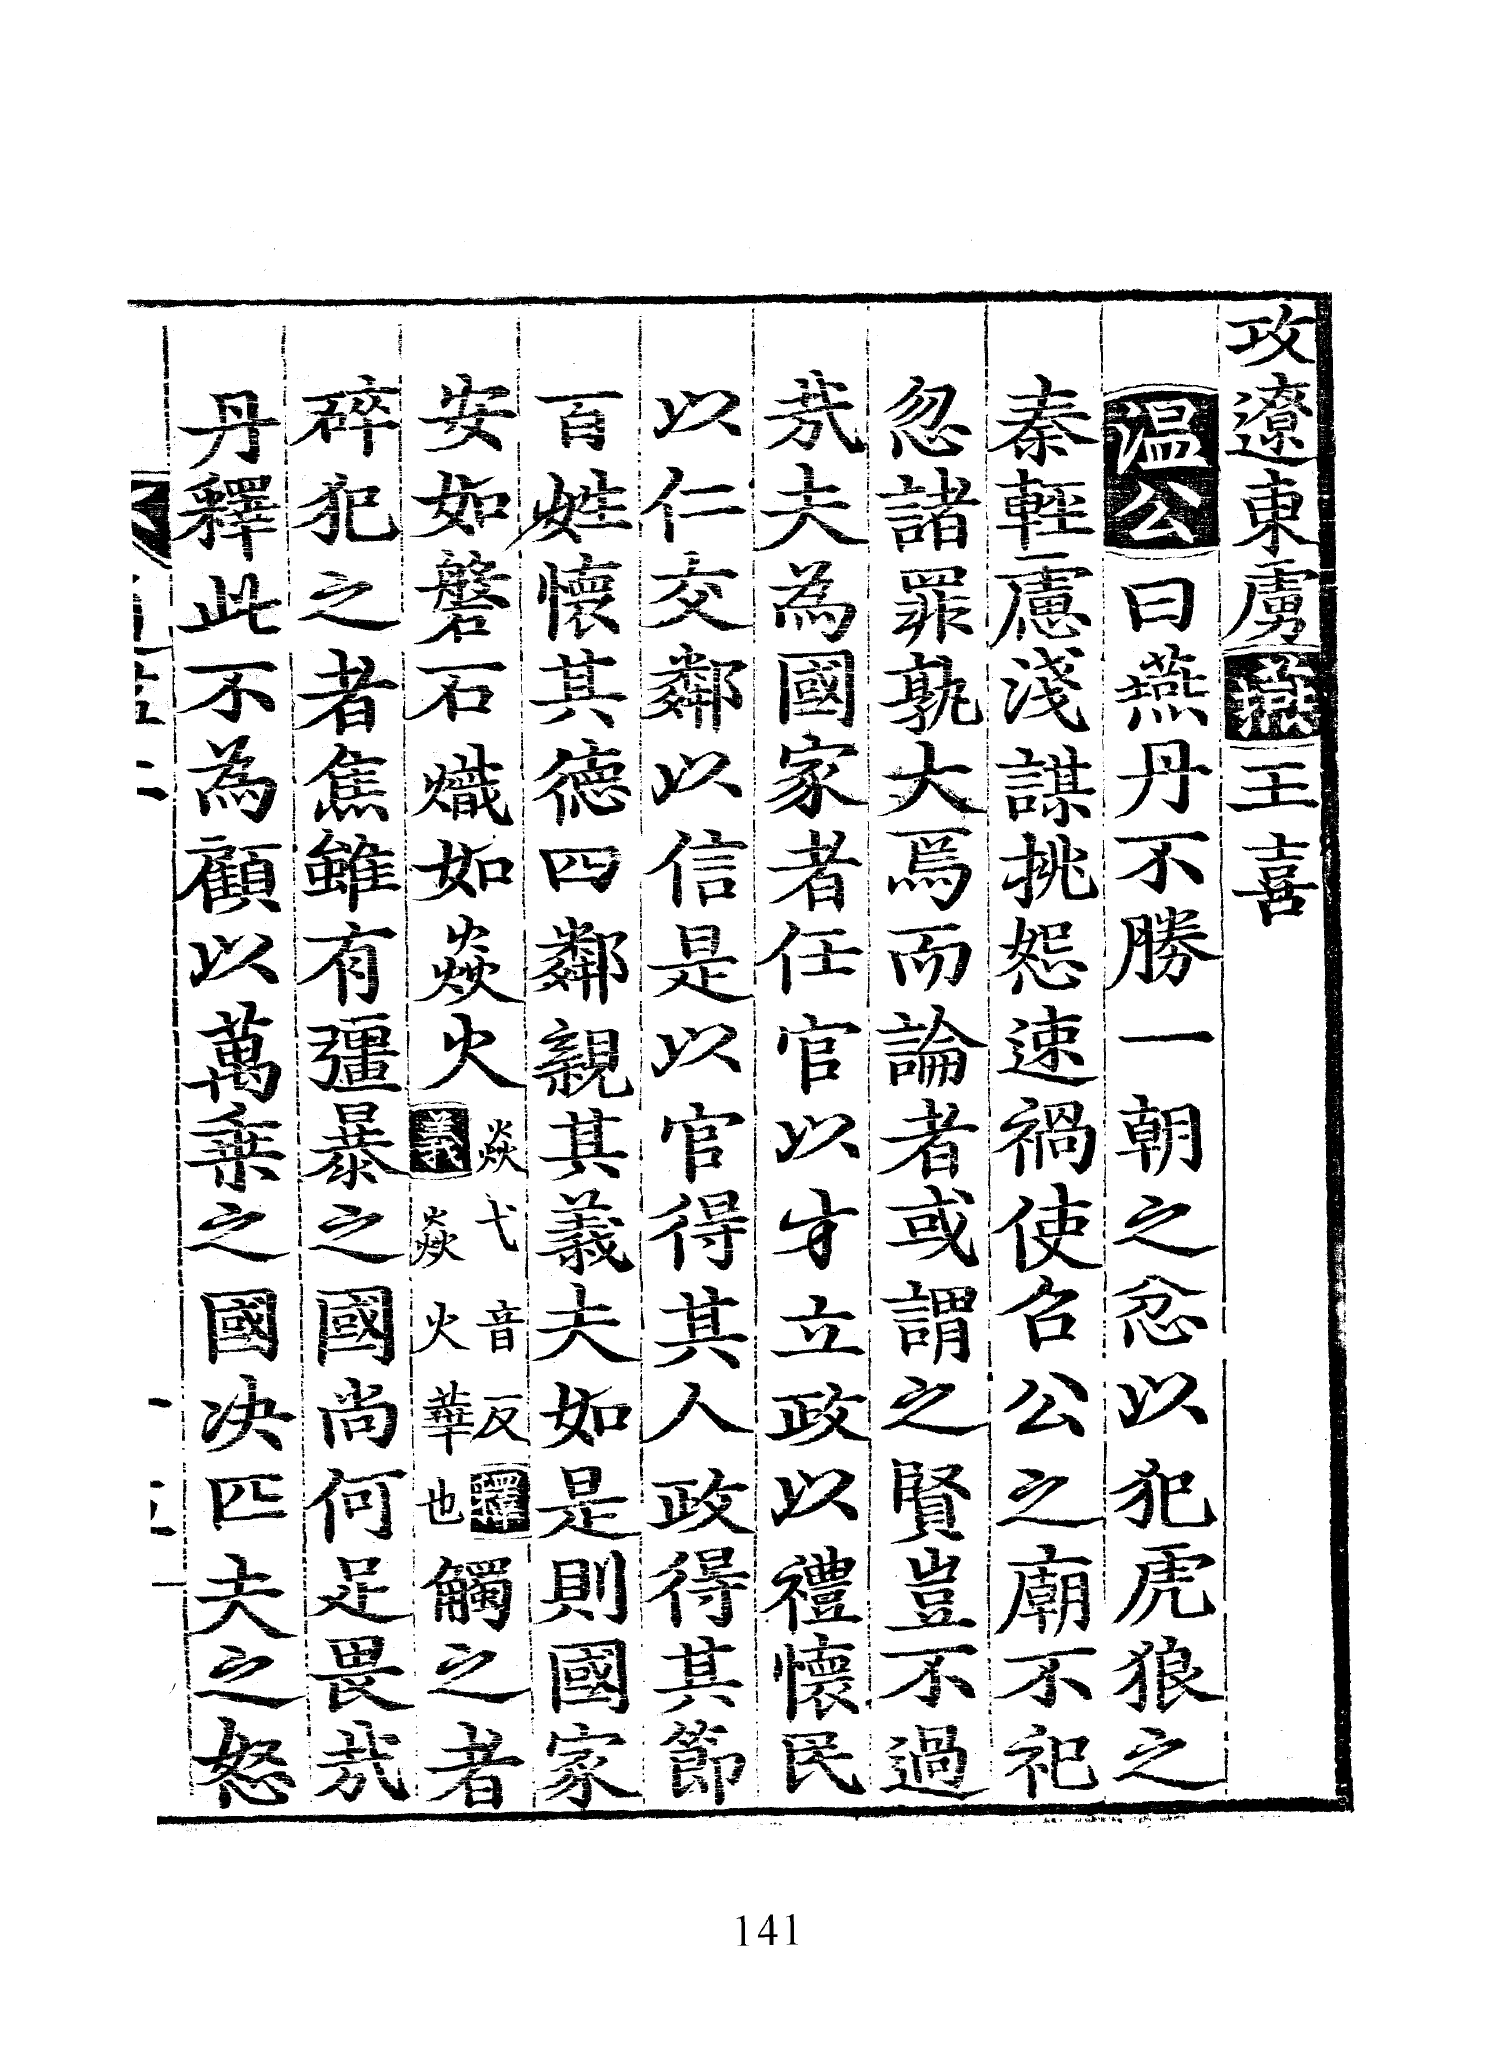 攻遼東虜燕王喜
温公曰燕丹不勝一朝之忿以犯虎狼之
秦輕慮淺謀挑怨速禍使召公之廟不祀
忽諸罪孰大焉而論者或謂之賢豈不過
哉夫為國家者任官以才立政以禮懷民
以仁交鄰以信是以官得其人政得其節
百姓懷其德四鄰親其義夫如是則國家
安如磐石熾如焱火焱弋音反釋義焱火華也觸之者
碎犯之者焦雖有彊暴之國尚何足畏哉
丹釋此不為顧以萬乘之國决匹夫之怒
141